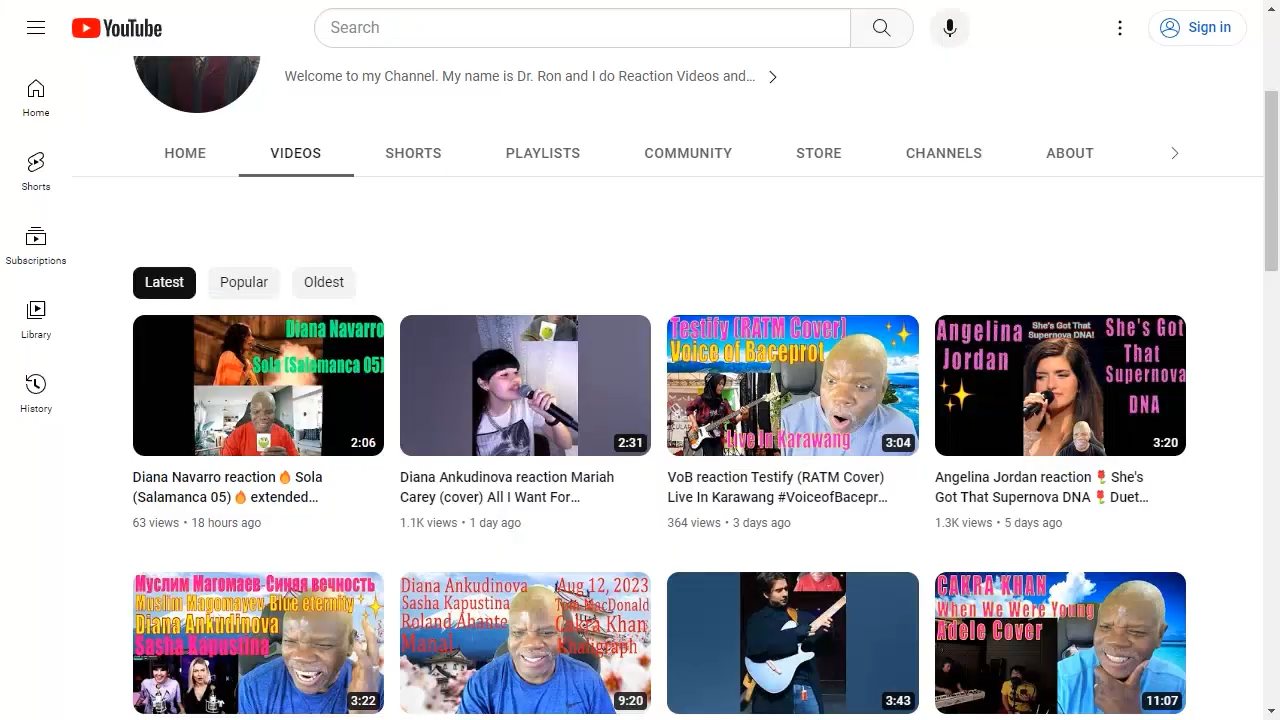 YouTube
Search
Sign in
Welcome to my Channel. My name is Dr. Ron and I do Reaction Videos and...
Home
Shorts
Subscriptions
Library
History
HOME
VIDEOS
SHORTS
PLAYLISTS
COMMUNITY
STORE
CHANNELS
ABOUT
Latest
Popular
Oldest
Diana Navarro
Sola (Salamanca 05)
2:06
2:31
Testify (RATM Cover)
Voice of Baceprot
Live In Karawang
3:04
Angelina
Jordan
She's Got That
Supernova DNA!
She's Got
That
Supernova
DNA
3:20
Diana Navarro reaction🔥 Sola
(Salamanca 05)🔥 extended...
63 views • 18 hours ago
Diana Ankudinova reaction Mariah
Carey (cover) All I Want For...
1.1K views • 1 day ago
VoB reaction Testify (RATM Cover)
Live In Karawang #VoiceofBacepr...
364 views • 3 days ago
Angelina Jordan reaction🌷 She's
Got That Supernova DNA🌷 Duet...
1.3K views • 5 days ago
Муслим Магомаев-Синяя вечность
Muslim Magomayev Blue eternity
Diana Ankudinova
Sasha Kapustina
3:22
Diana Ankudinova
Sasha Kapustina
Roland Abante
Manal
Aug.12, 2023
Tom MacDonald
Cakra Khan
Khaligraph
9:20
3:43
CAKRA KHAN
When We Were Young
Adele Cover
11:07